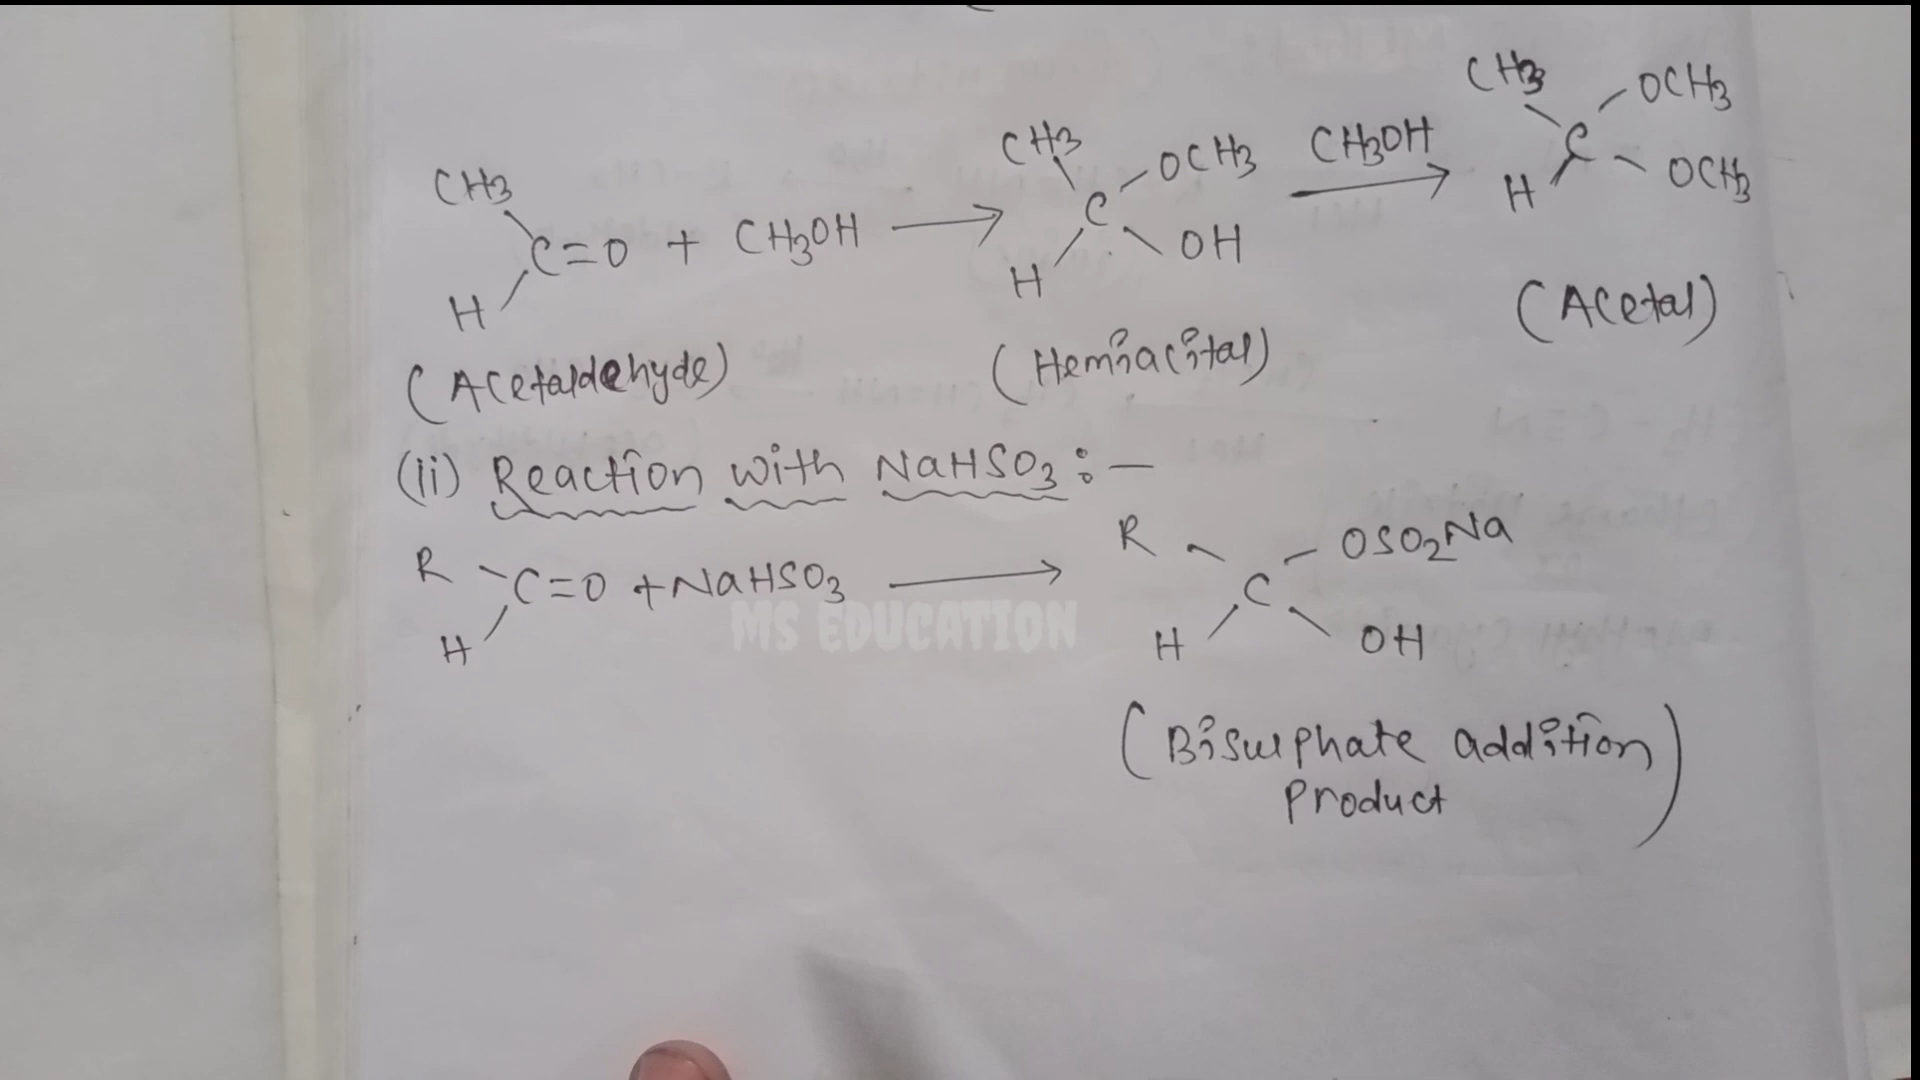 CH3
C=O + CH3OH ⟶
H
(Acetaldehyde)
CH3
C
OCH3
OH
H
(Hemiacital)
CH3OH
CH3
C
OCH3
OCH3
H
(Acetal)
(ii) Reaction with NaHSO3:—
R
C=O + NaHSO3 ⟶
H
R
C
OSO2Na
H
OH
(Bisulphate addition
Product)
MS EDUCATION